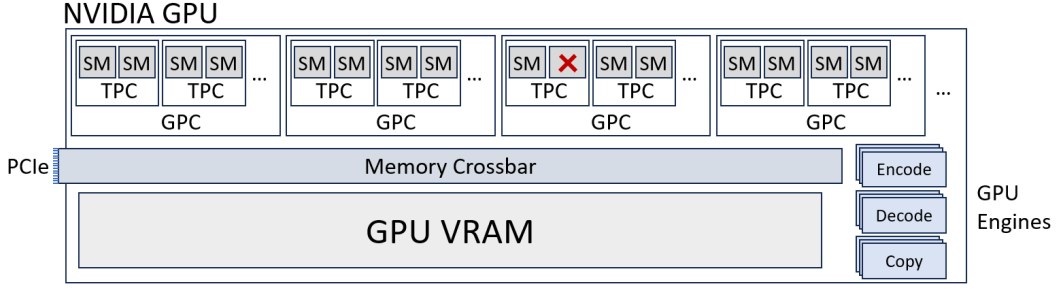 NVIDIA GPU
SM SM SM SM ... SM SM SM SM ... SM SM SM ... SM SM SM SM ... ...
TPC TPC TPC TPC TPC TPC TPC TPC
GPC GPC GPC GPC
PCIe Memory Crossbar Encode
GPU VRAM Decode GPU
Engines
Copy